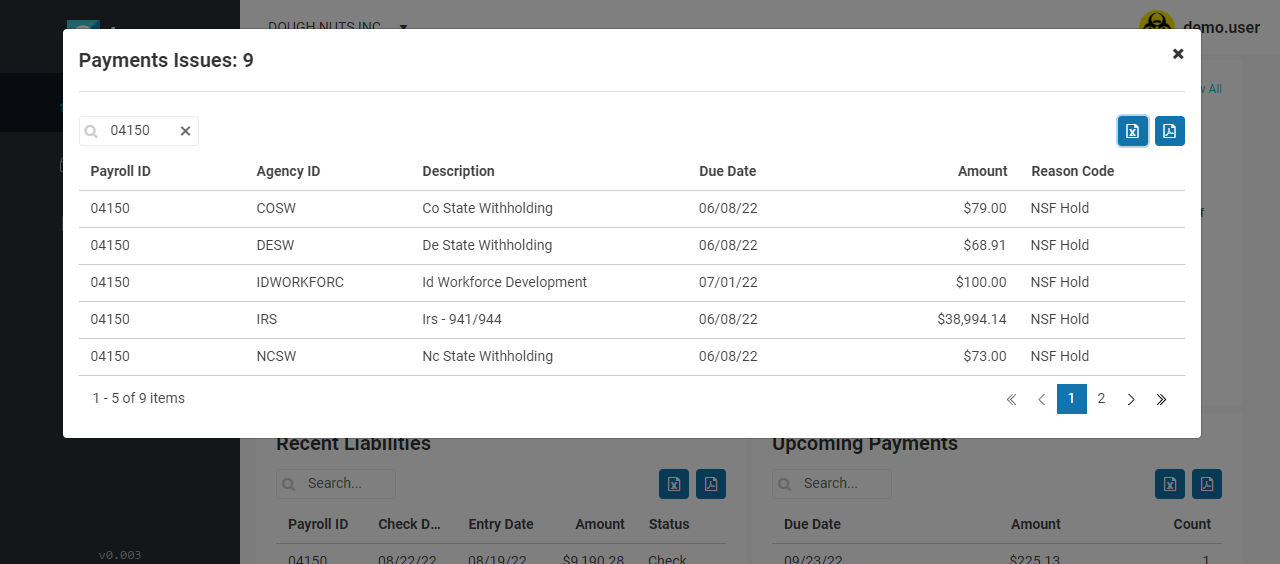 DOUGH NUTS INC
demo.user
Payments Issues: 9
All
04150
Payroll ID Agency ID Description Due Date Amount Reason Code
04150 COSW Co State Withholding 06/08/22 $79.00 NSF Hold
04150 DESW De State Withholding 06/08/22 $68.91 NSF Hold
04150 IDWORKFORC Id Workforce Development 07/01/22 $100.00 NSF Hold
04150 IRS Irs - 941/944 06/08/22 $38,994.14 NSF Hold
04150 NCSW Nc State Withholding 06/08/22 $73.00 NSF Hold
1 - 5 of 9 items 1 2
Recent Liabilities Upcoming Payments
Search... Search...
Payroll ID Check D... Entry Date Amount Status Due Date Amount Count
v0.003
04150 08/22/22 08/19/22 $9,190.28 Check 09/23/22 $225.13 1